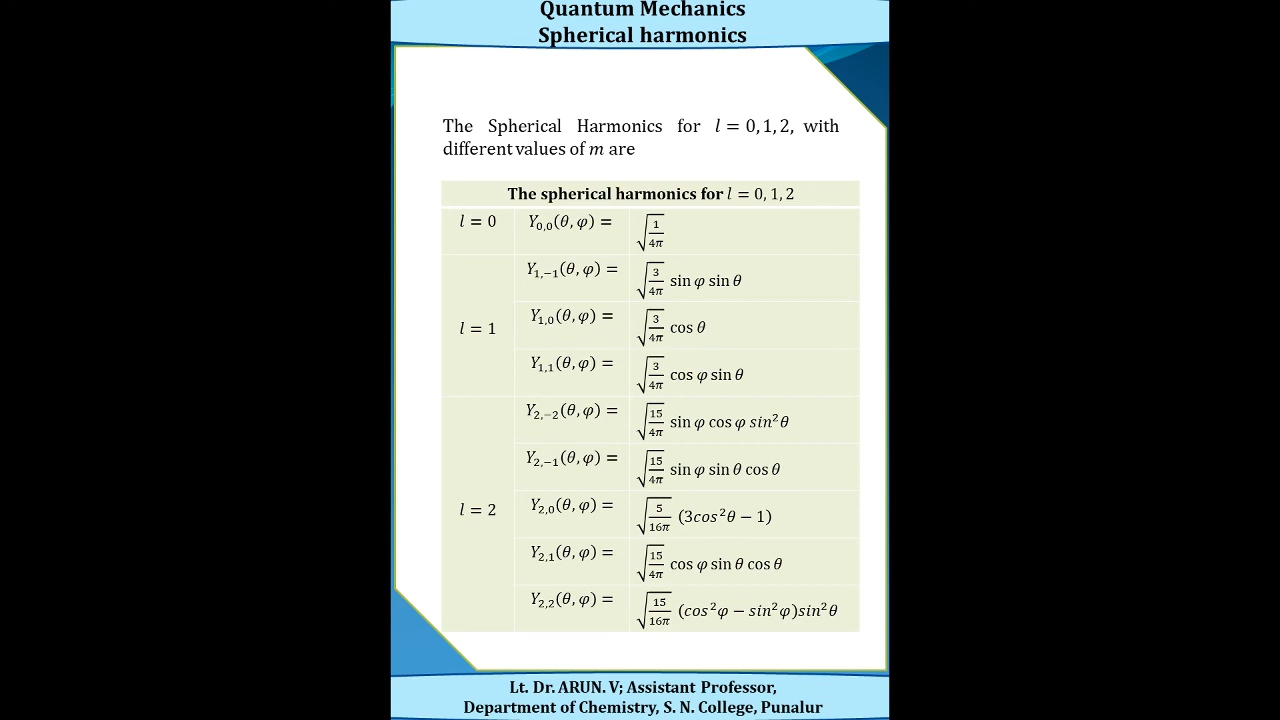 Quantum Mechanics
Spherical harmonics
The Spherical Harmonics for l = 0, 1, 2, with
different values of m are
The spherical harmonics for l = 0, 1, 2
l = 0 Y₀,₀(θ, φ) = √(1/4π)
Y₁,₋₁(θ, φ) = √(3/4π) sin φ sin θ
l = 1 Y₁,₀(θ, φ) = √(3/4π) cos θ
Y₁,₁(θ, φ) = √(3/4π) cos φ sin θ
Y₂,₋₂(θ, φ) = √(15/4π) sin φ cos φ sin²θ
Y₂,₋₁(θ, φ) = √(15/4π) sin φ sin θ cos θ
l = 2 Y₂,₀(θ, φ) = √(5/16π) (3cos²θ − 1)
Y₂,₁(θ, φ) = √(15/4π) cos φ sin θ cos θ
Y₂,₂(θ, φ) = √(15/16π) (cos²φ − sin²φ)sin²θ
Lt. Dr. ARUN. V; Assistant Professor,
Department of Chemistry, S. N. College, Punalur